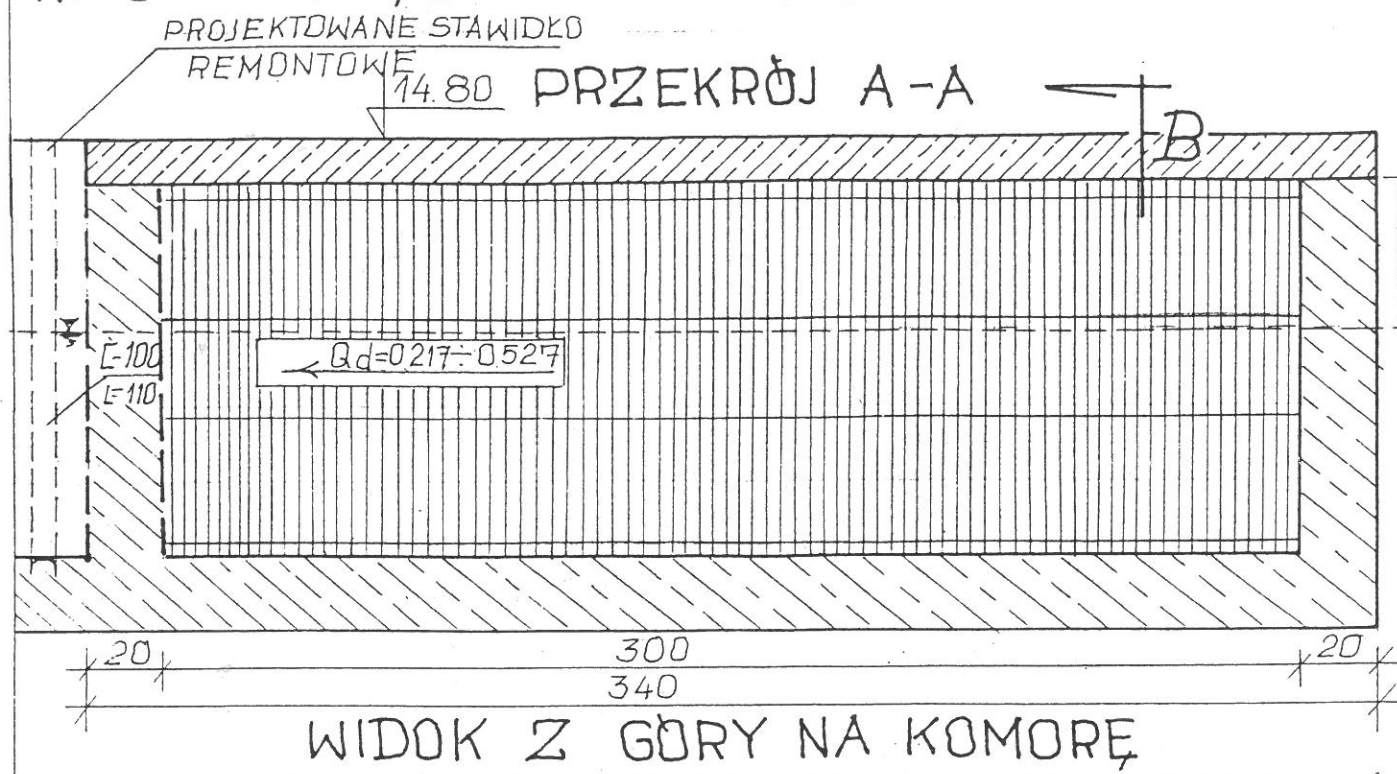 PROJEKTOWANE STAWIDŁO
REMONTOWE
14.80
PRZEKRÓJ A-A
B
[-100
[=110
Qd=0.217÷0.527
20
300
20
340
WIDOK Z GÓRY NA KOMORĘ